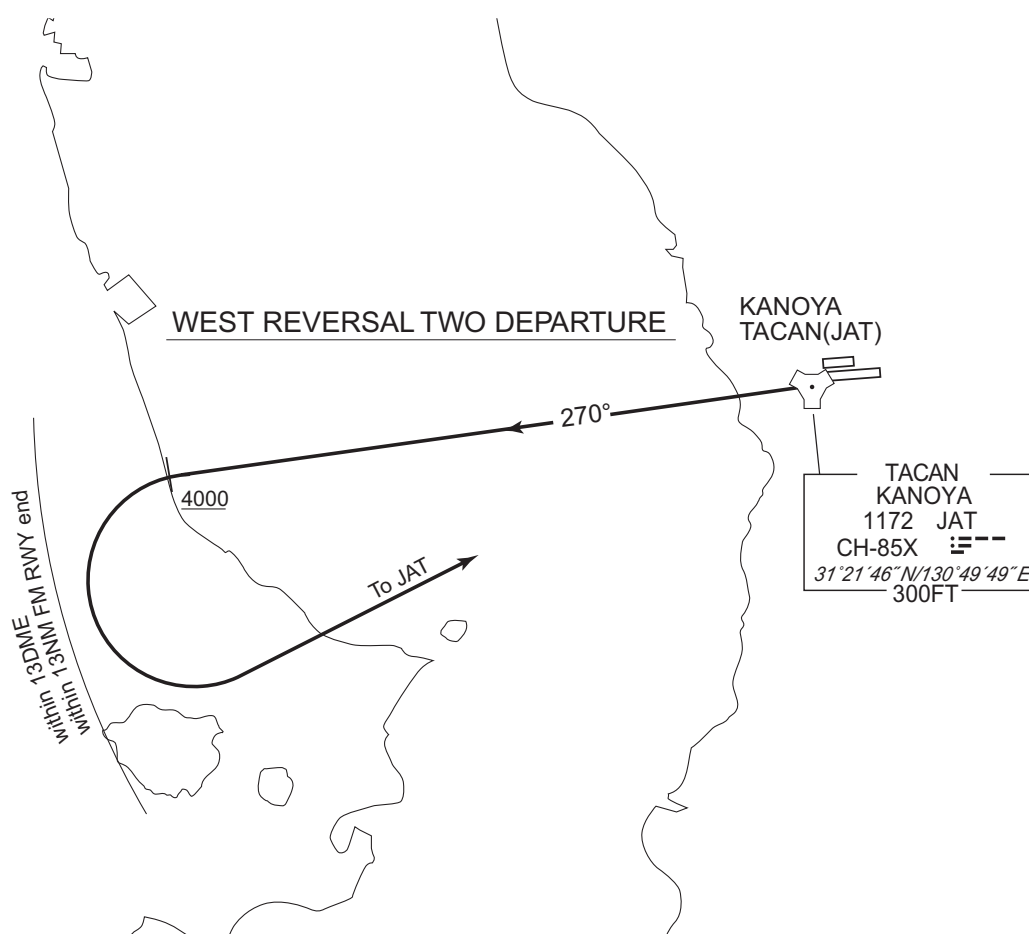 WEST REVERSAL TWO DEPARTURE
KANOYA
TACAN(JAT)
270°
4000
To JAT
within 13DME
within 13NM FM RWY end
TACAN
KANOYA
1172 JAT
CH-85X
31°21´46˝N/130°49´49˝E
300FT